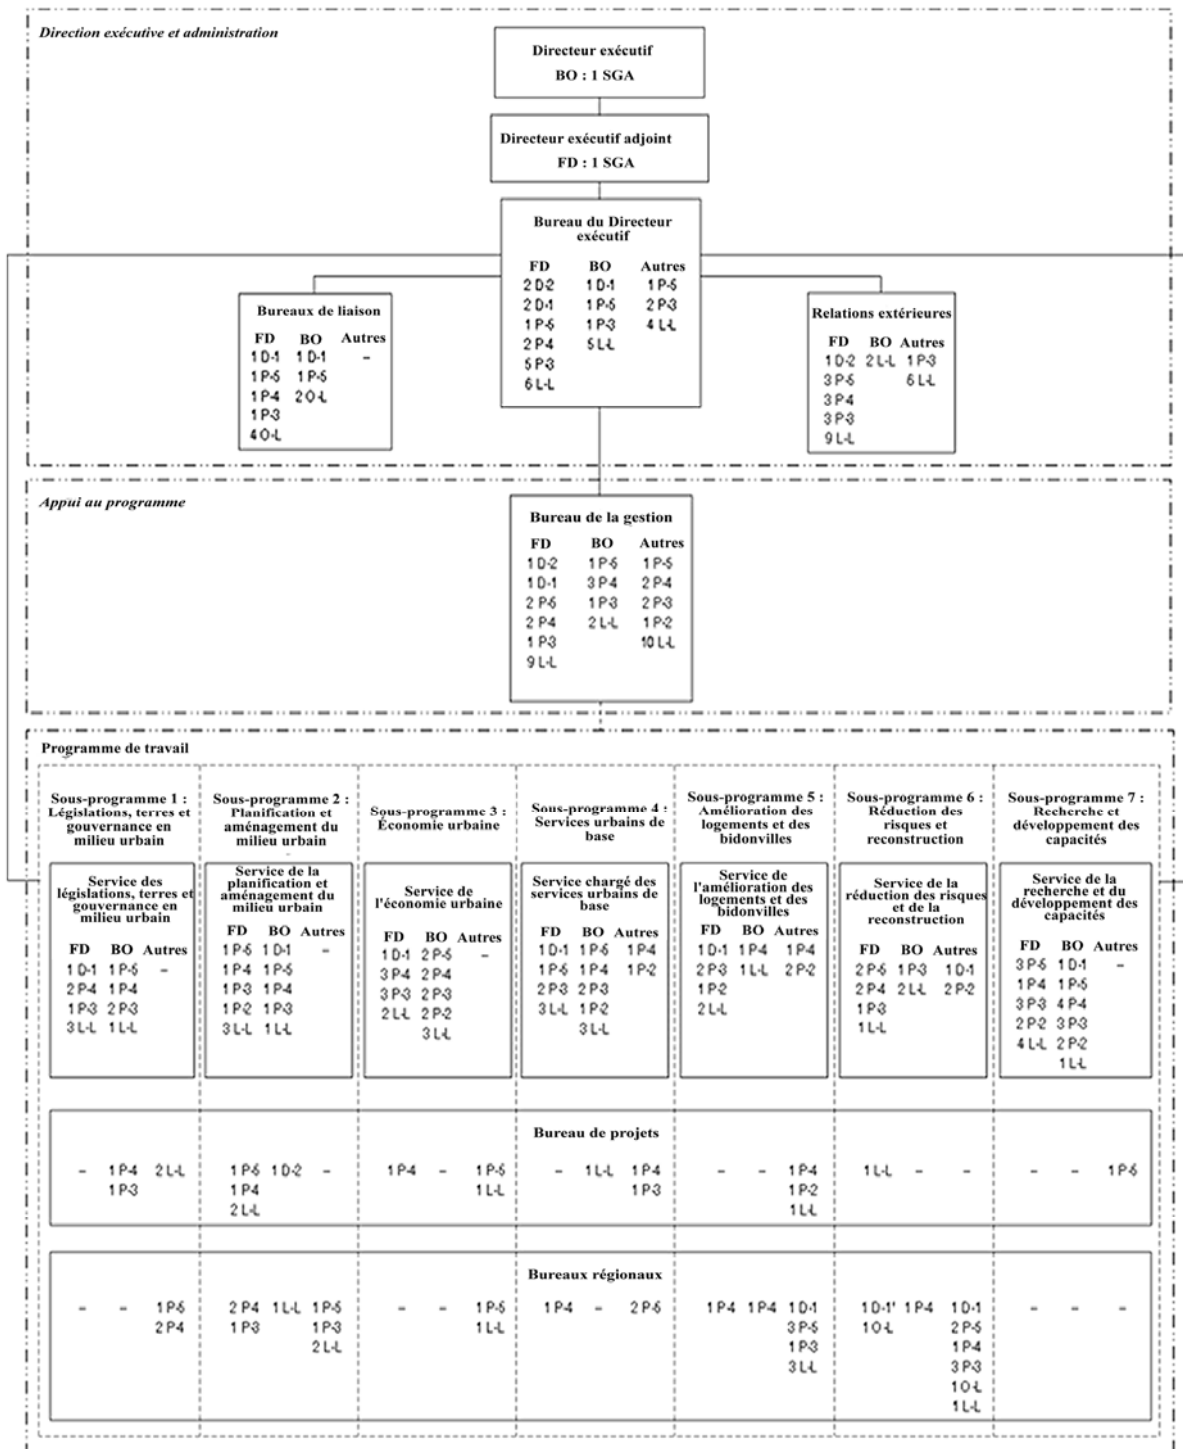 Direction exécutive et administration
Directeur exécutif
BO : 1 SGA
Directeur exécutif adjoint
FD : 1 SGA
Bureau du Directeur
exécutif
FD BO Autres
2 D-2 1 D-1 1 P-5
2 D-1 1 P-5 2 P-3
1 P-5 1 P-3 4 L-L
2 P-4 5 L-L
5 P-3
6 L-L
Bureaux de liaison
FD BO Autres
1 D-1 1 D-1 –
1 P-5 1 P-5
1 P-4 2 O-L
1 P-3
4 O-L
Relations extérieures
FD BO Autres
1 D-2 2 L-L 1 P-3
3 P-5 6 L-L
3 P-4
3 P-3
9 L-L
Appui au programme
Bureau de la gestion
FD BO Autres
1 D-2 1 P-5 1 P-5
1 D-1 3 P-4 2 P-4
2 P-5 1 P-3 2 P-3
2 P-4 2 L-L 1 P-2
1 P-3 10 L-L
9 L-L
Programme de travail
Sous-programme 1 :
Législations, terres et
gouvernance en
milieu urbain
Sous-programme 2 :
Planification et
aménagement du
milieu urbain
Sous-programme 3 :
Économie urbaine
Sous-programme 4 :
Services urbains de
base
Sous-programme 5 :
Amélioration des
logements et des
bidonvilles
Sous-programme 6 :
Réduction des
risques et
reconstruction
Sous-programme 7 :
Recherche et
développement des
capacités
Service des
législations, terres et
gouvernance en
milieu urbain
FD BO Autres
1 D-1 1 P-5 –
2 P-4 1 P-4
1 P-3 2 P-3
3 L-L 1 L-L
Service de la
planification et
aménagement du
milieu urbain
FD BO Autres
1 P-5 1 D-1 –
1 P-4 1 P-5
1 P-3 1 P-4
1 P-2 1 P-3
3 L-L 1 L-L
Service de
l'économie urbaine
FD BO Autres
1 D-1 2 P-5 –
3 P-4 2 P-4
3 P-3 2 P-3
2 L-L 2 P-2
3 L-L
Service chargé des
services urbains de
base
FD BO Autres
1 D-1 1 P-5 1 P-4
1 P-5 1 P-4 1 P-2
2 P-3 2 P-3
3 L-L 1 P-2
3 L-L
Service de
l'amélioration des
logements et des
bidonvilles
FD BO Autres
1 D-1 1 P-4 1 P-4
2 P-3 1 L-L 2 P-2
1 P-2
2 L-L
Service de la
réduction des risques
et de la
reconstruction
FD BO Autres
2 P-5 1 P-3 1 D-1
2 P-4 2 L-L 2 P-2
1 P-3
1 L-L
Service de la
recherche et du
développement des
capacités
FD BO Autres
3 P-5 1 D-1 –
1 P-4 1 P-5
3 P-3 4 P-4
2 P-2 3 P-3
4 L-L 2 P-2
1 L-L
Bureau de projets
– 1 P-4 2 L-L 1 P-5 1 D-2 – 1 P-4 – 1 P-5 – 1 L-L 1 P-4 – – 1 P-4 1 L-L – – – – 1 P-5
1 P-3 1 P-4 1 L-L 1 P-3 1 P-2
2 L-L 1 L-L
Bureaux régionaux
– – 1 P-5 2 P-4 1 L-L 1 P-5 – – 1 P-5 1 P-4 – 2 P-5 1 P-4 1 P-4 1 D-1 1 D-1' 1 P-4 1 D-1 – – –
2 P-4 1 P-3 1 P-3 1 L-L 3 P-5 1 O-L 2 P-5
2 L-L 1 P-3 1 P-4
3 L-L 3 P-3
1 O-L
1 L-L